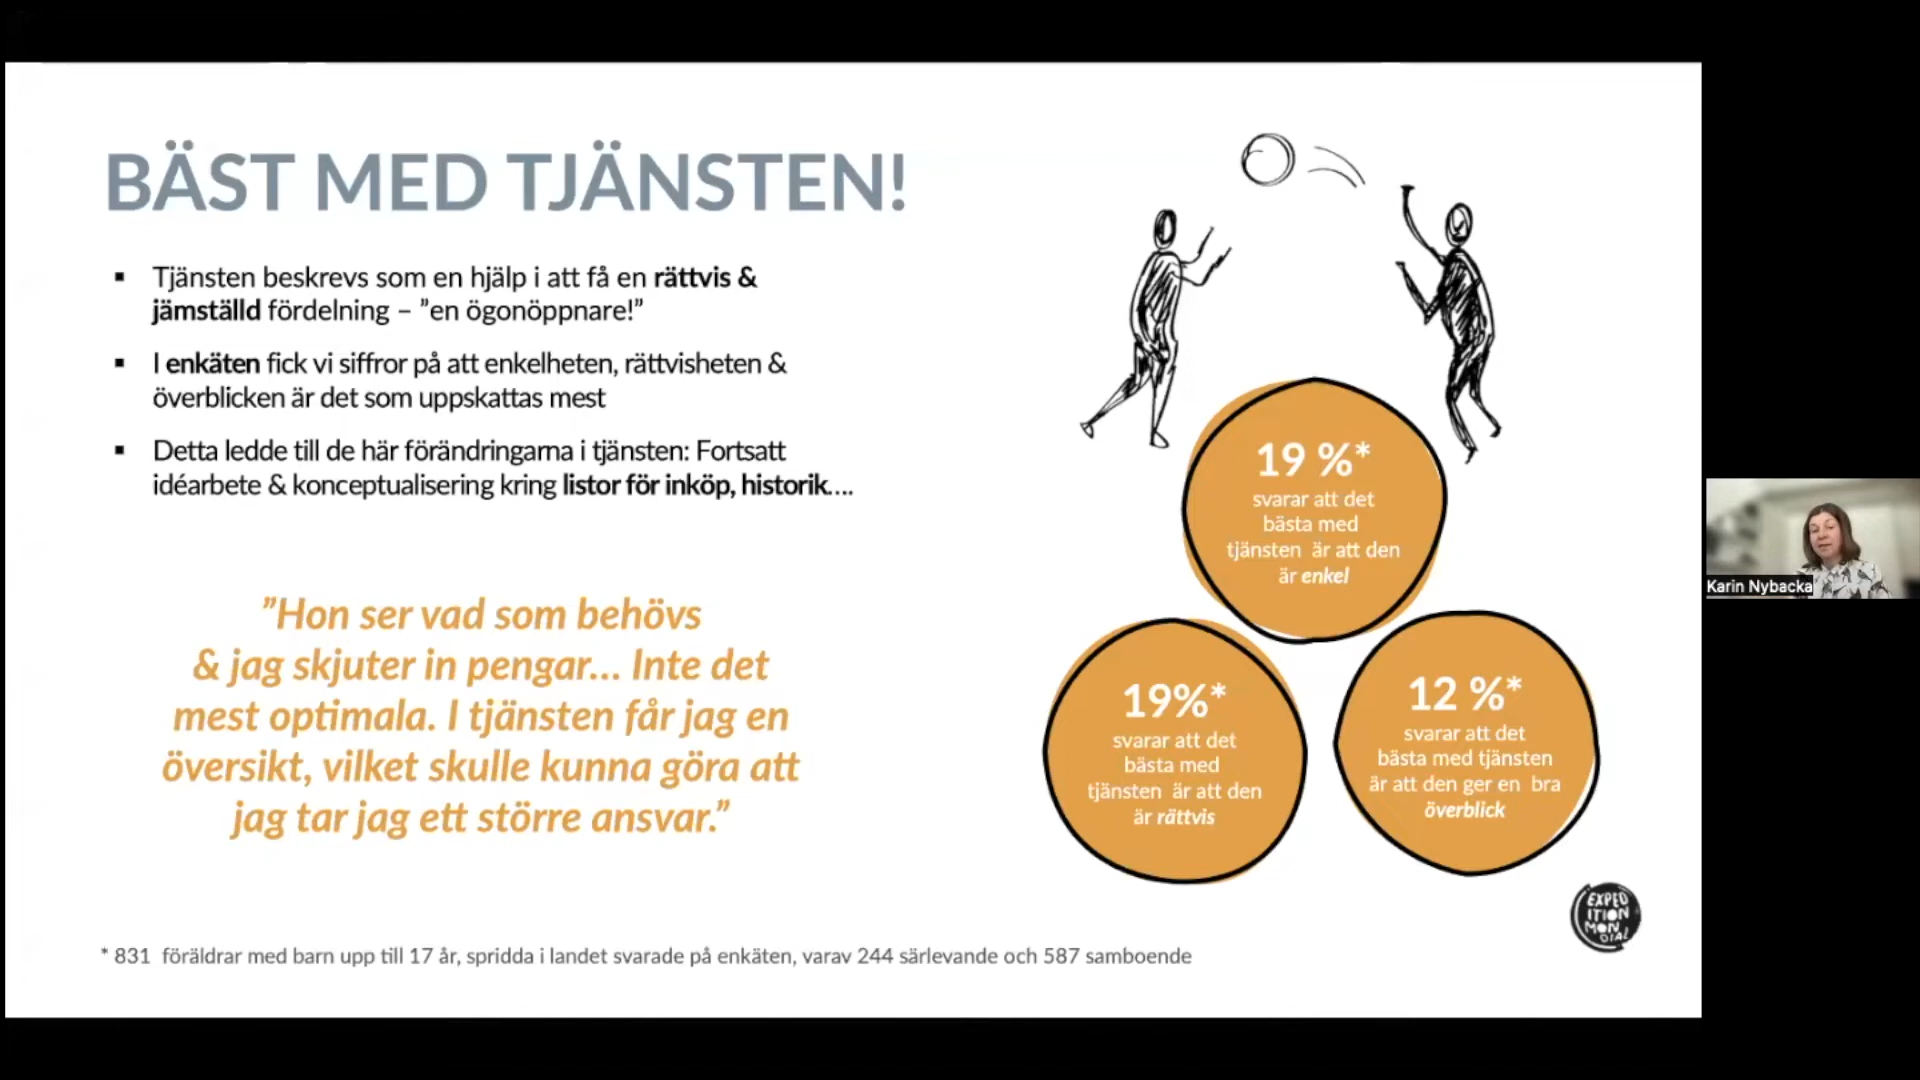 BÄST MED TJÄNSTEN!
▪ Tjänsten beskrevs som en hjälp i att få en rättvis &
jämställd fördelning – ”en ögonöppnare!”
▪ I enkäten fick vi siffror på att enkelheten, rättvisheten &
överblicken är det som uppskattas mest
▪ Detta ledde till de här förändringarna i tjänsten: Fortsatt
idéarbete & konceptualisering kring listor för inköp, historik….
”Hon ser vad som behövs
& jag skjuter in pengar… Inte det
mest optimala. I tjänsten får jag en
översikt, vilket skulle kunna göra att
jag tar jag ett större ansvar.”
19 %*
svarar att det
bästa med
tjänsten är att den
är enkel
19%*
svarar att det
bästa med
tjänsten är att den
är rättvis
12 %*
svarar att det
bästa med tjänsten
är att den ger en bra
överblick
EXPED
ITION
MON
DIAL
* 831 föräldrar med barn upp till 17 år, spridda i landet svarade på enkäten, varav 244 särlevande och 587 samboende
Karin Nybacka